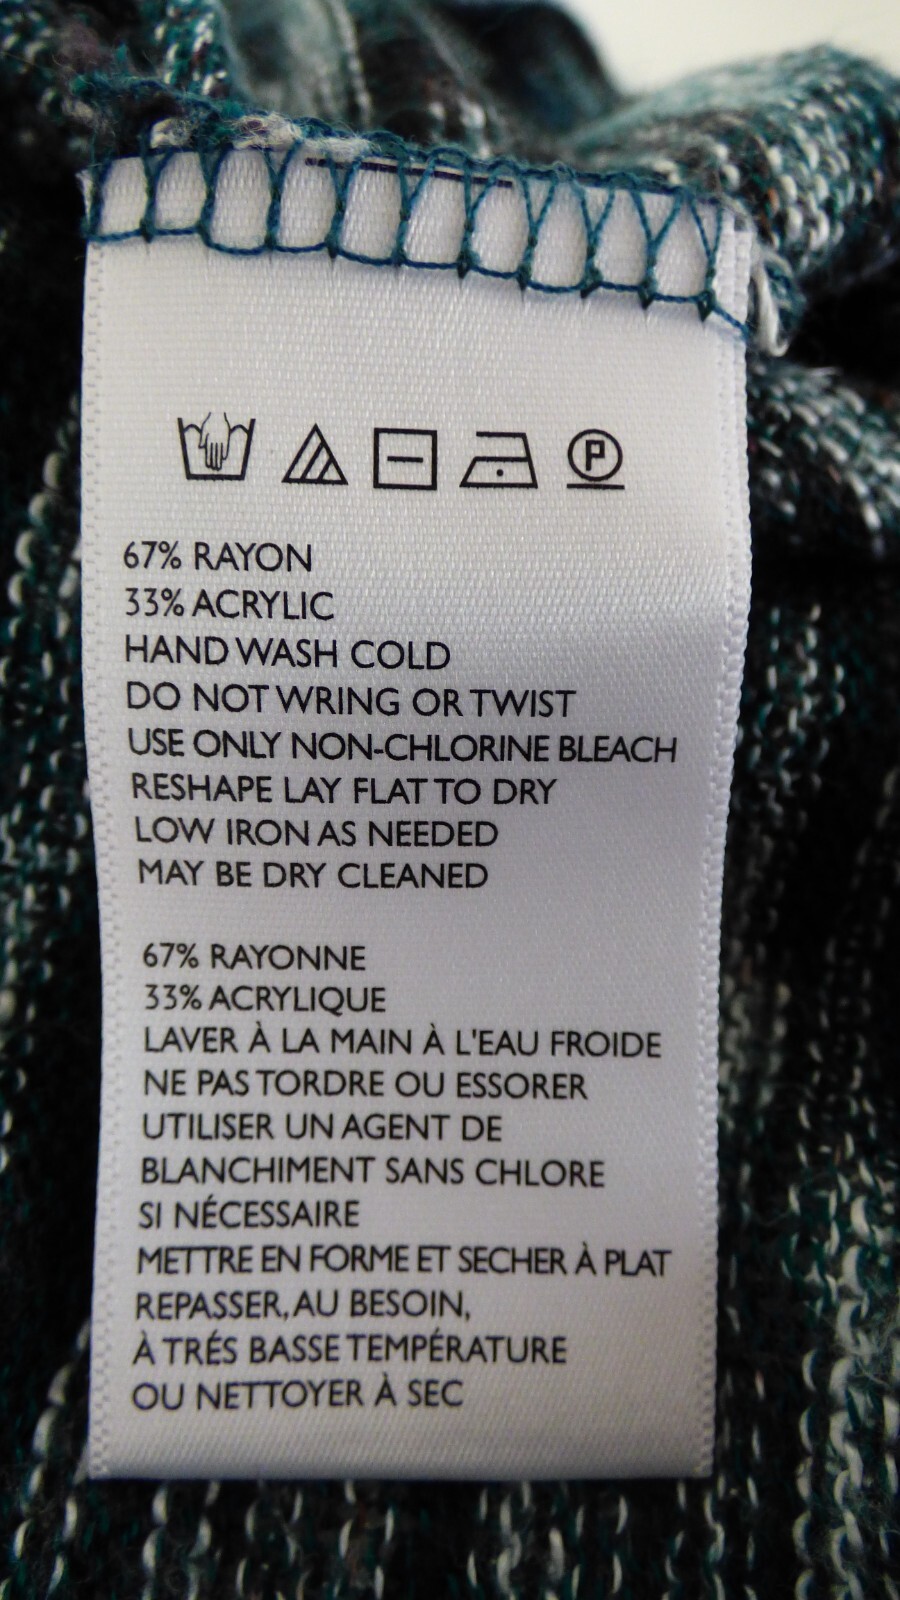 P
67% RAYON
33% ACRYLIC
HAND WASH COLD
DO NOT WRING OR TWIST
USE ONLY NON-CHLORINE BLEACH
RESHAPE LAY FLAT TO DRY
LOW IRON AS NEEDED
MAY BE DRY CLEANED
67% RAYONNE
33% ACRYLIQUE
LAVER À LA MAIN À L'EAU FROIDE
NE PAS TORDRE OU ESSORER
UTILISER UN AGENT DE
BLANCHIMENT SANS CHLORE
SI NÉCESSAIRE
METTRE EN FORME ET SECHER À PLAT
REPASSER, AU BESOIN,
À TRÉS BASSE TEMPÉRATURE
OU NETTOYER À SEC